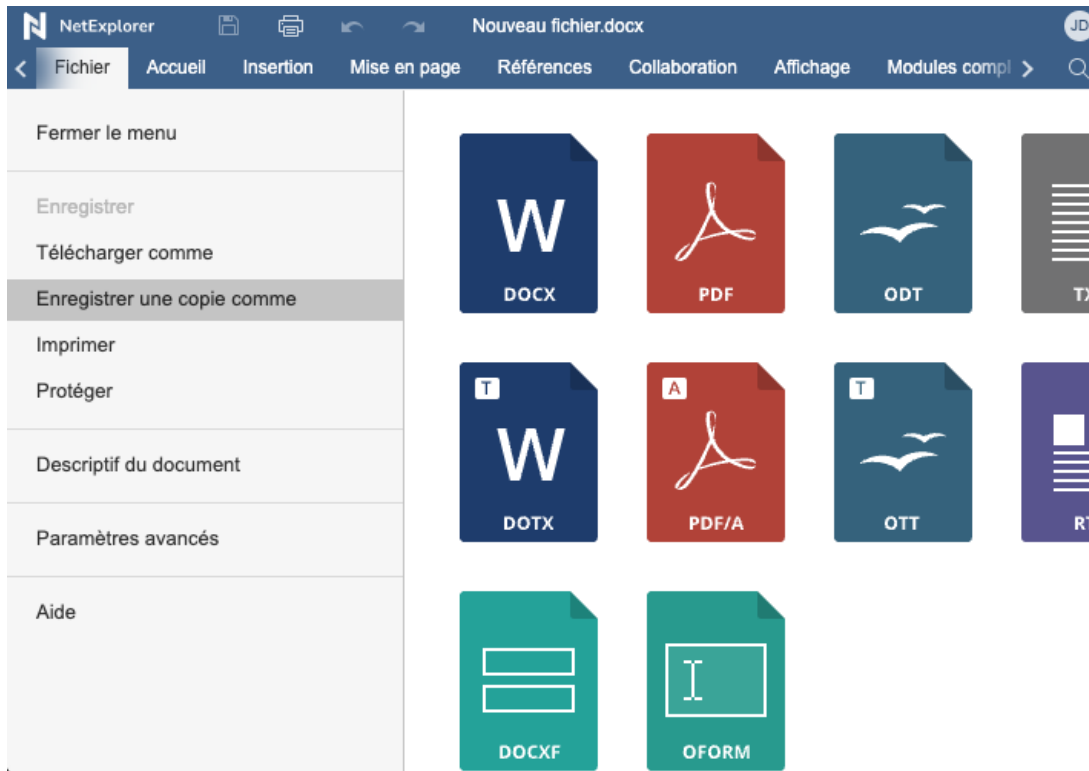 NetExplorer Nouveau fichier.docx JD
Fichier Accueil Insertion Mise en page Références Collaboration Affichage Modules compl
Fermer le menu
Enregistrer
Télécharger comme
Enregistrer une copie comme
Imprimer
Protéger
Descriptif du document
Paramètres avancés
Aide
W
DOCX
PDF
ODT
T
W
DOTX
A
PDF/A
T
OTT
DOCXF
OFORM